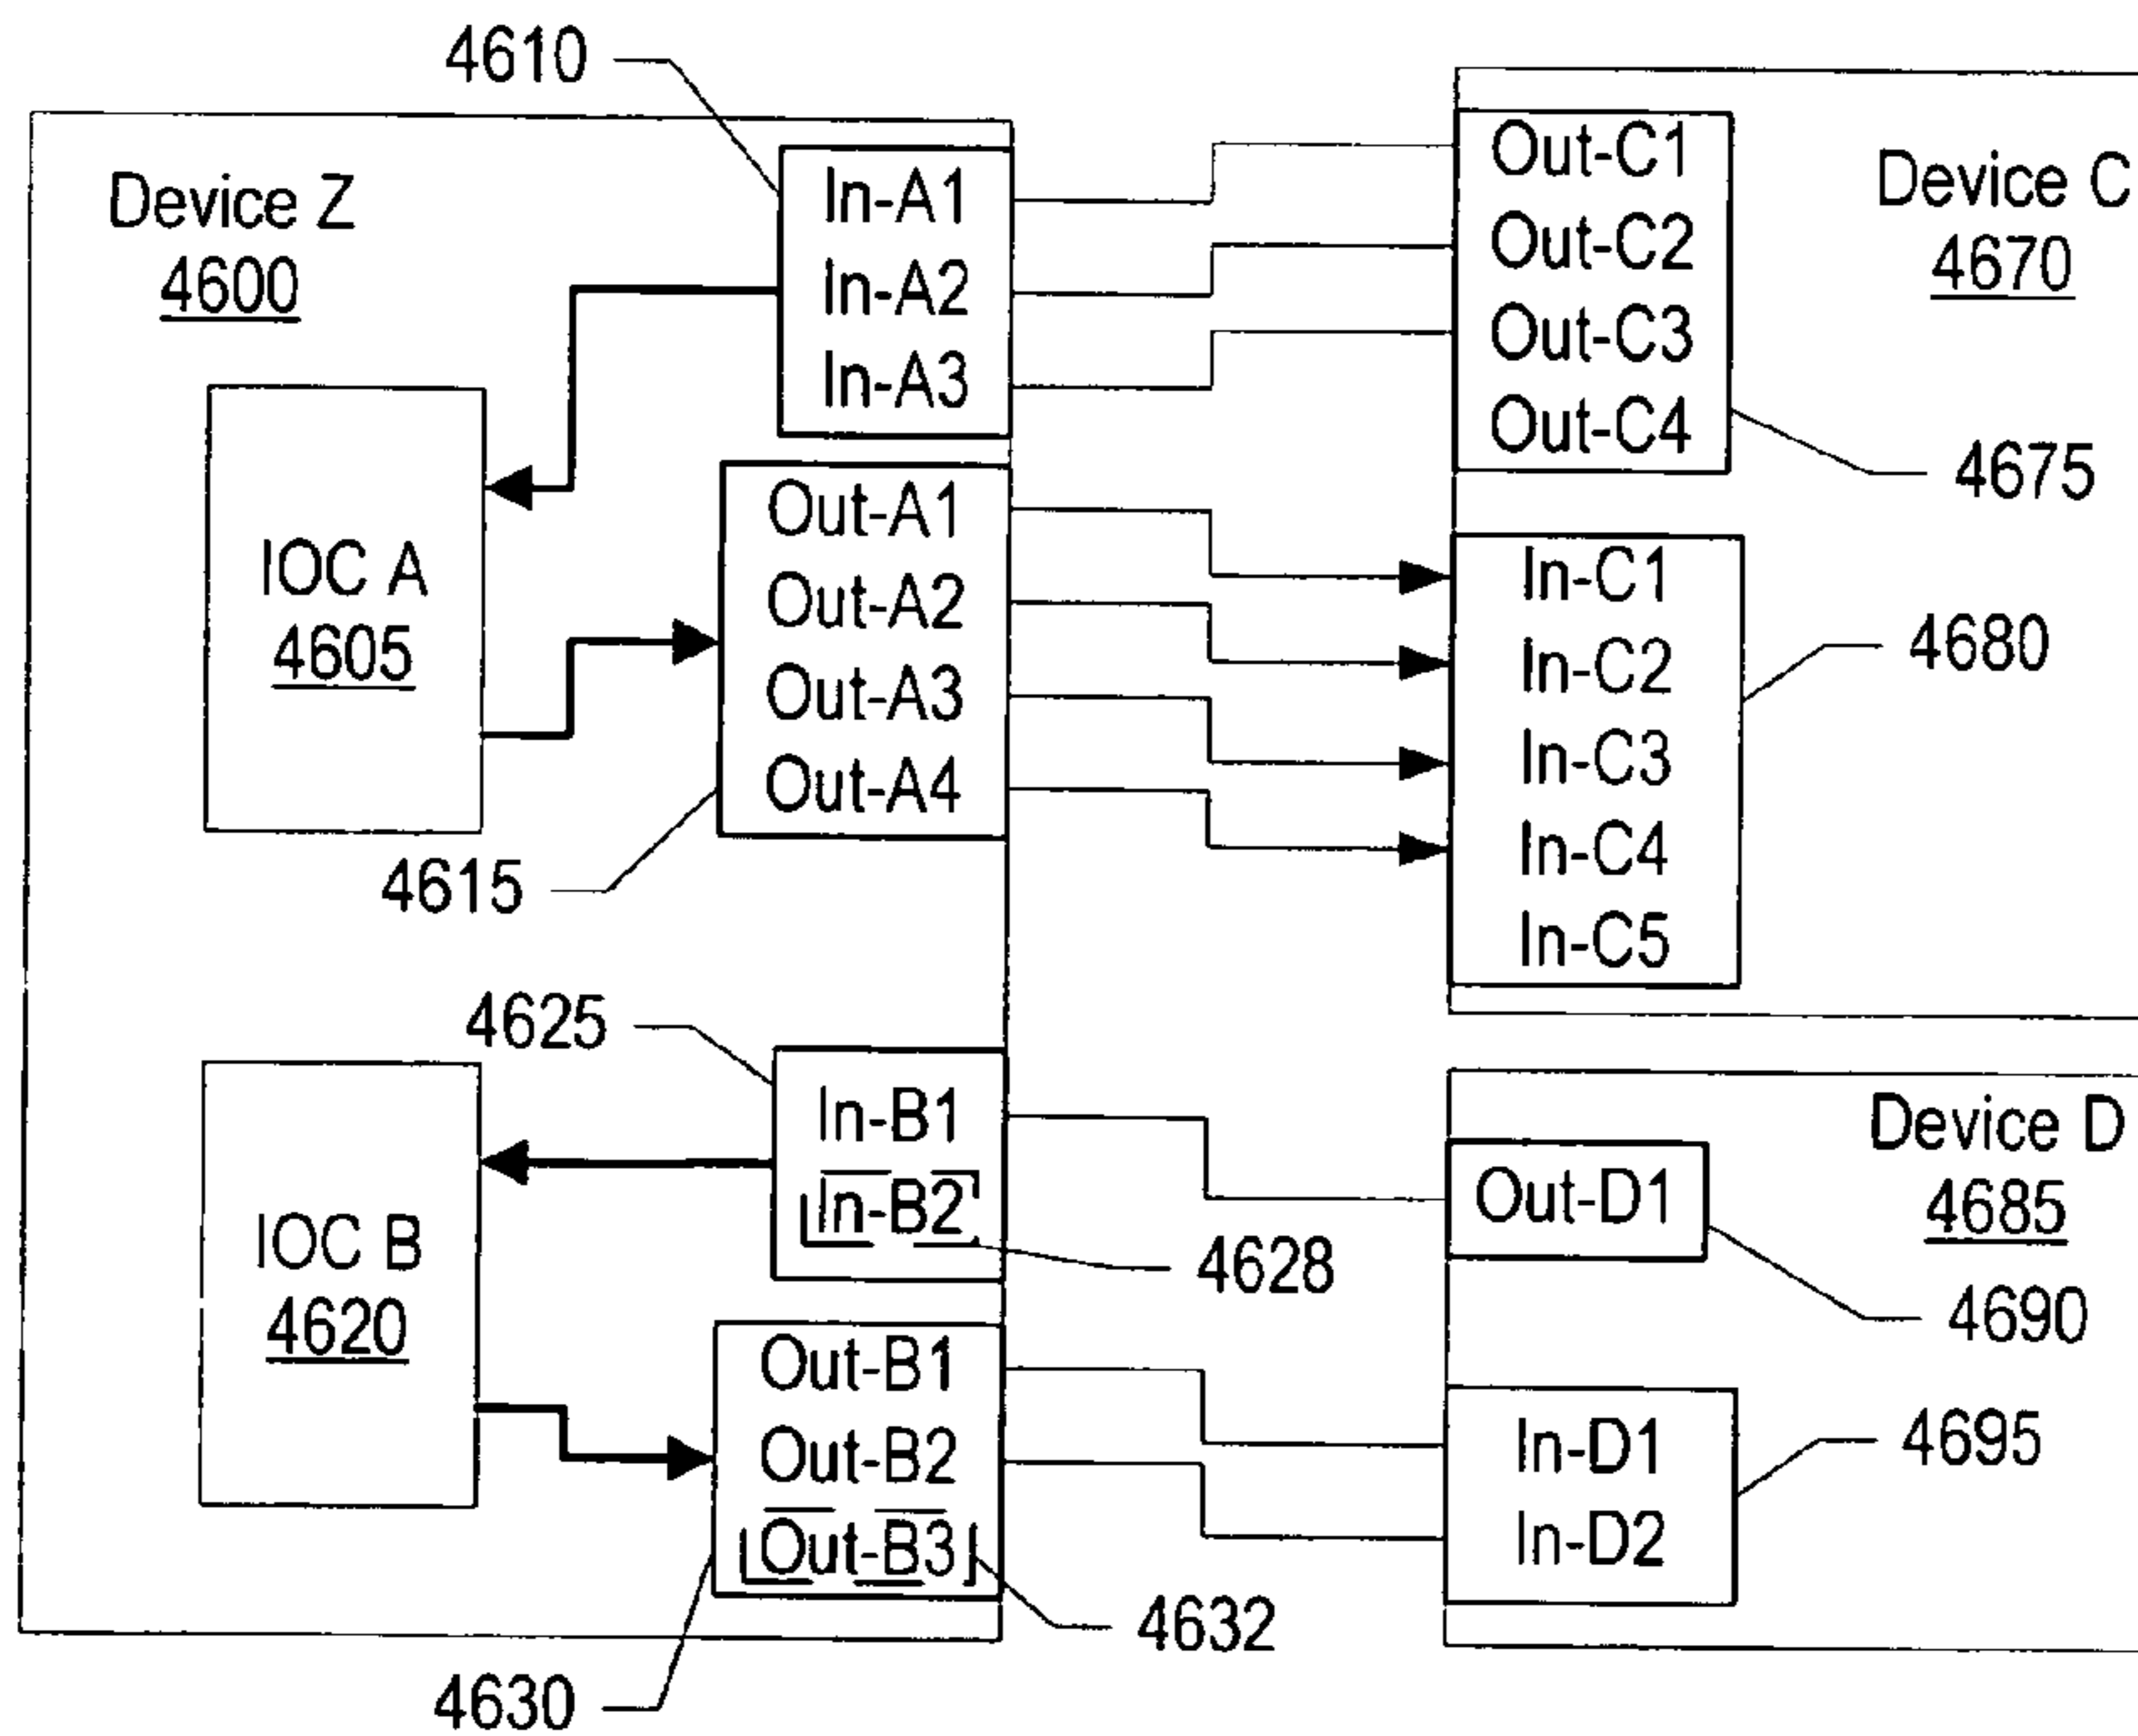 4610
Device Z
4600
In-A1
In-A2
In-A3
Out-C1
Out-C2
Out-C3
Out-C4
Device C
4670
4675
IOC A
4605
Out-A1
Out-A2
Out-A3
Out-A4
4615
In-C1
In-C2
In-C3
In-C4
In-C5
4680
4625
In-B1
In-B2
4628
IOC B
4620
Out-B1
Out-B2
Out-B3
4632
4630
Device D
4685
Out-D1
4690
In-D1
In-D2
4695